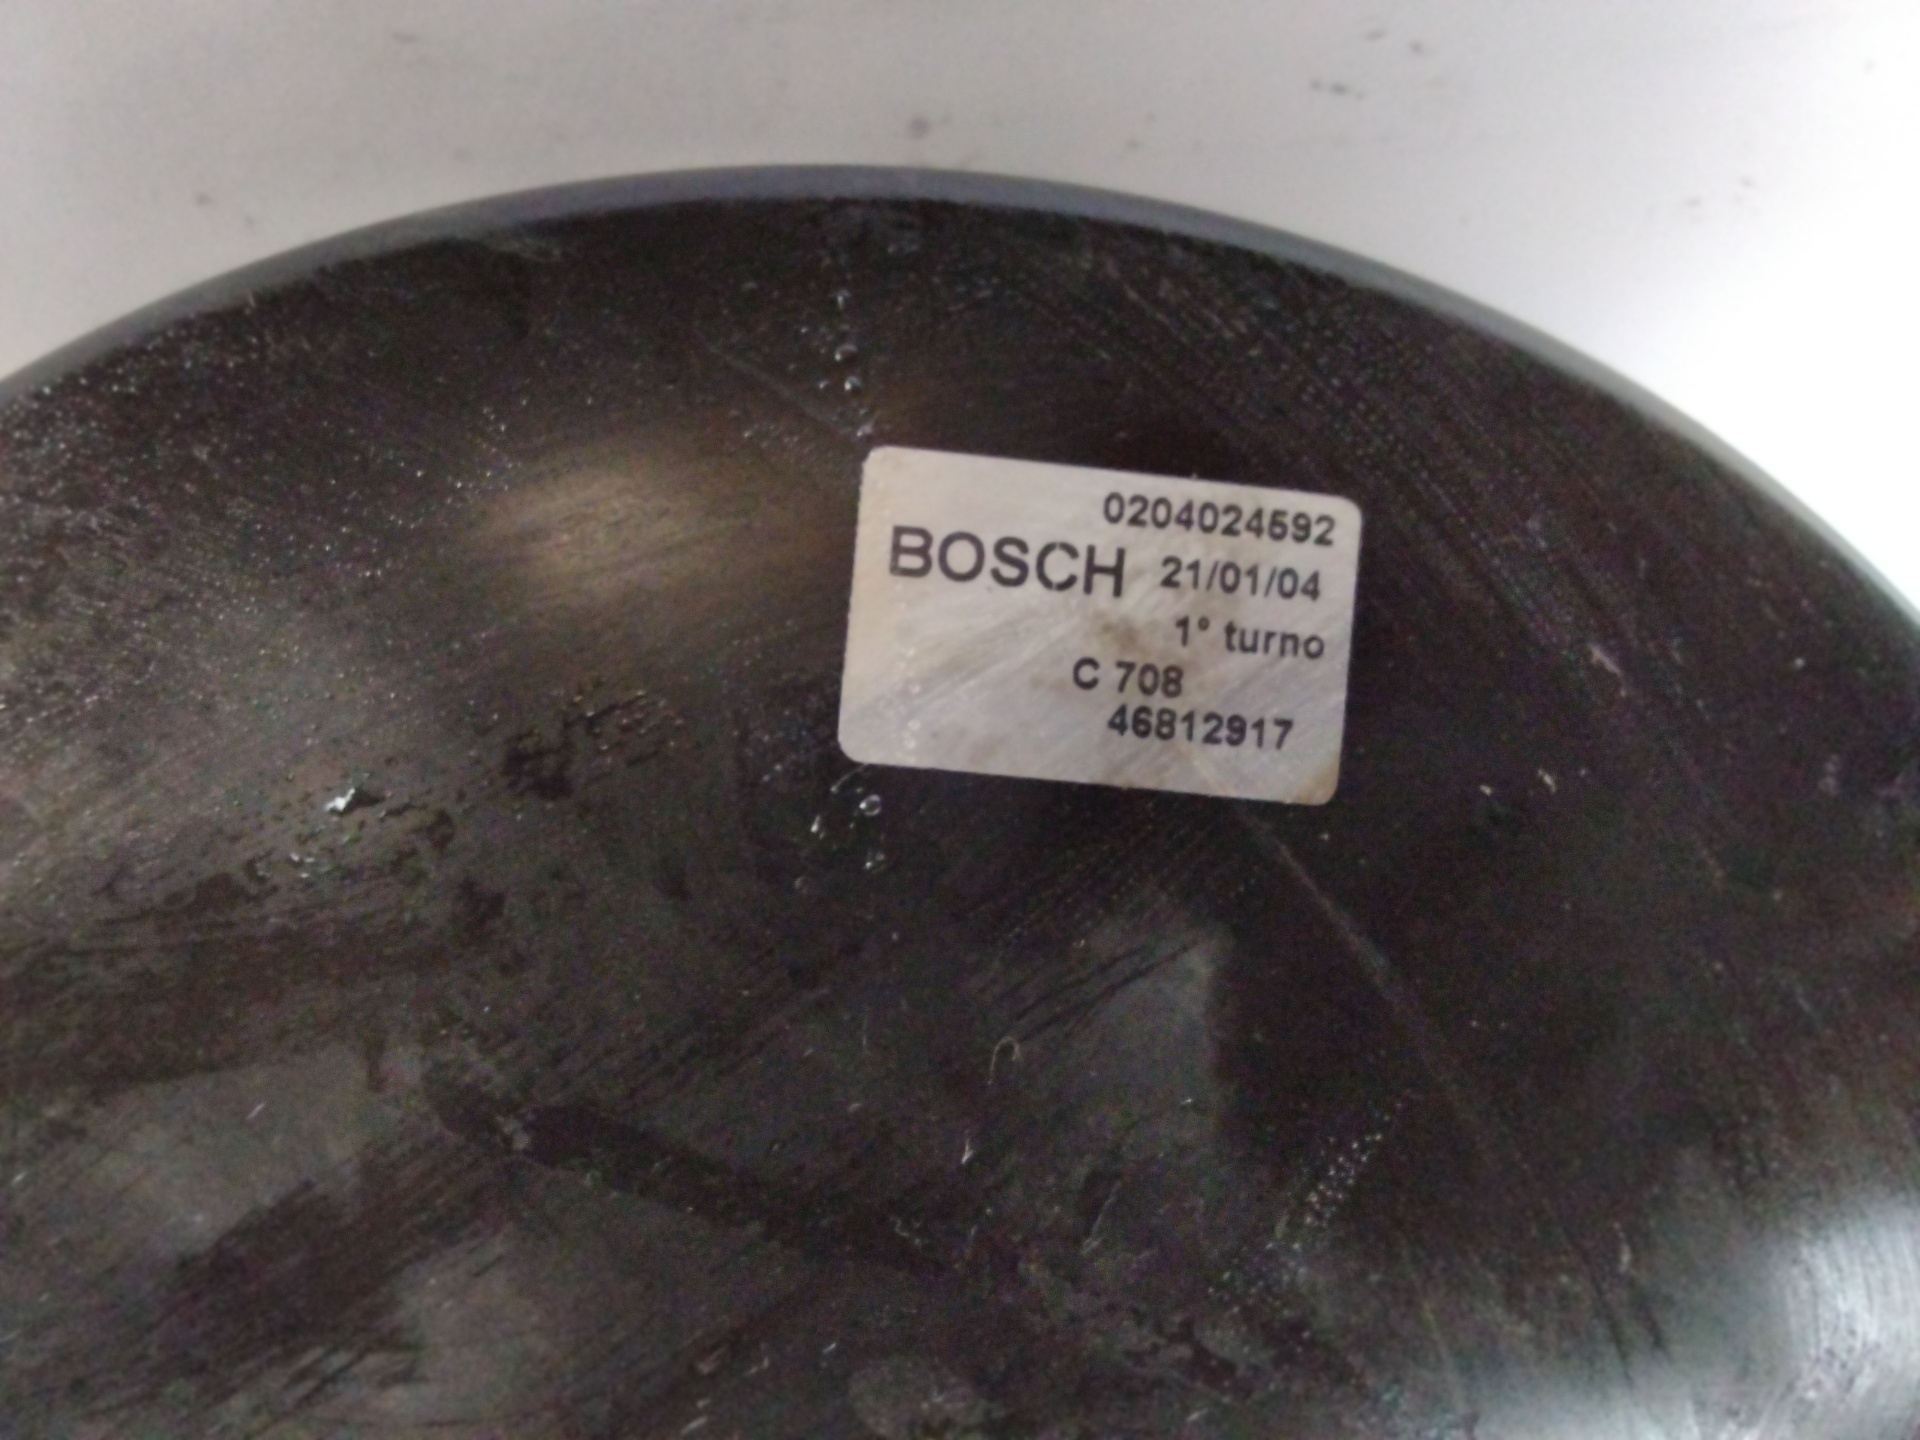 0204024592
BOSCH 21/01/04
1° turno
C 708
46812917